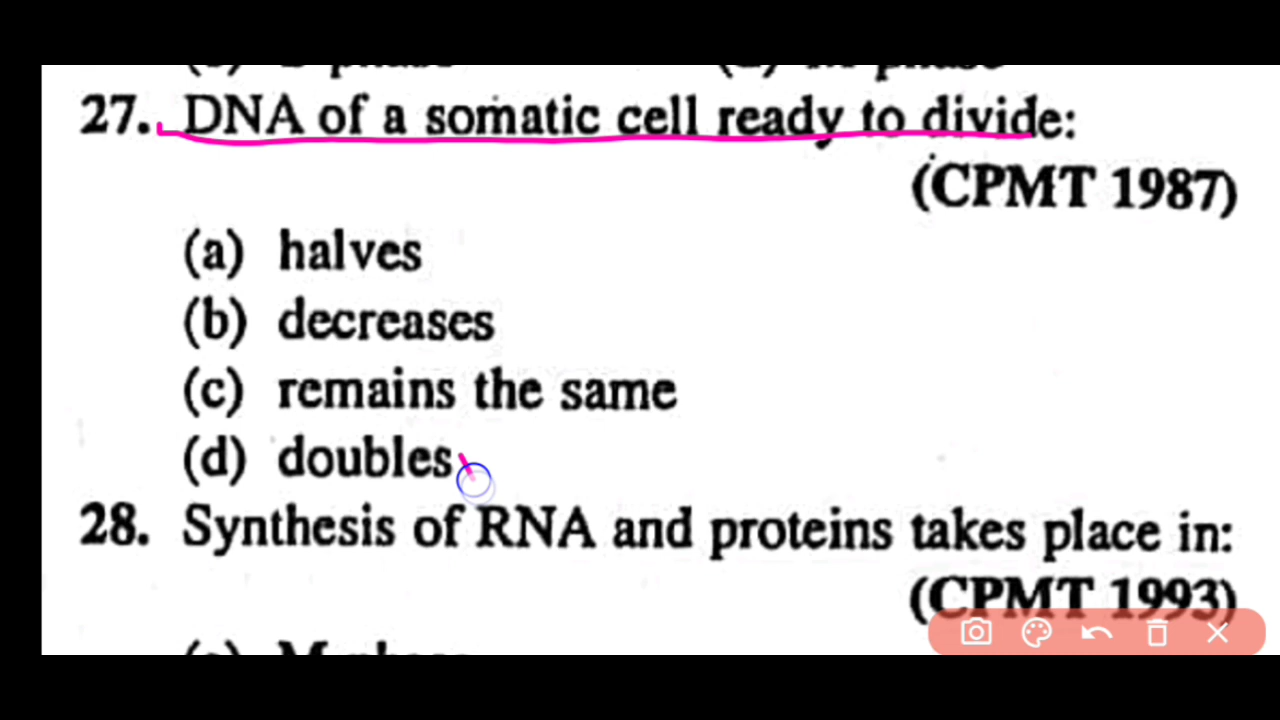 27. DNA of a somatic cell ready to divide:
(CPMT 1987)
(a) halves
(b) decreases
(c) remains the same
(d) doubles
28. Synthesis of RNA and proteins takes place in:
(CPMT 1993)